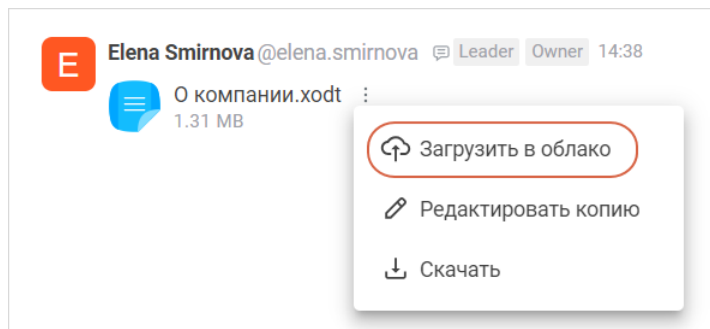 E
Elena Smirnova @elena.smirnova Leader Owner 14:38
О компании.xodt
1.31 MB
Загрузить в облако
Редактировать копию
Скачать